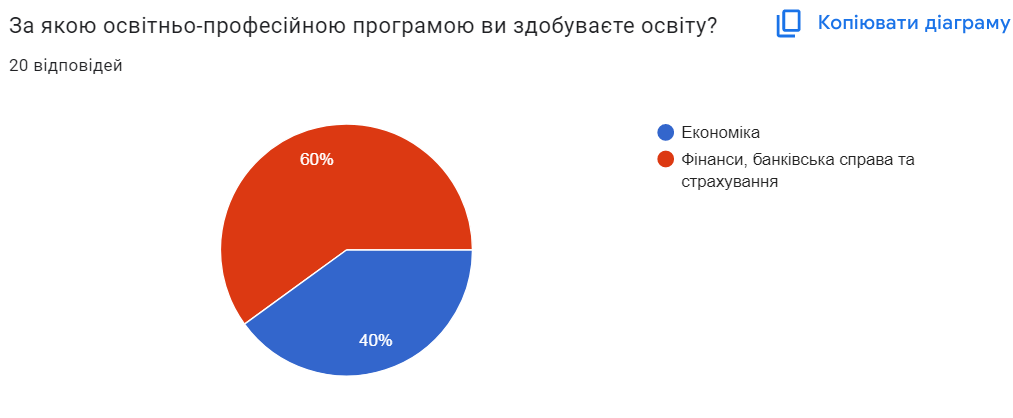 За якою освітньо-професійною програмою ви здобуваєте освіту?
Копіювати діаграму
20 відповідей
60%
40%
Економіка
Фінанси, банківська справа та
страхування